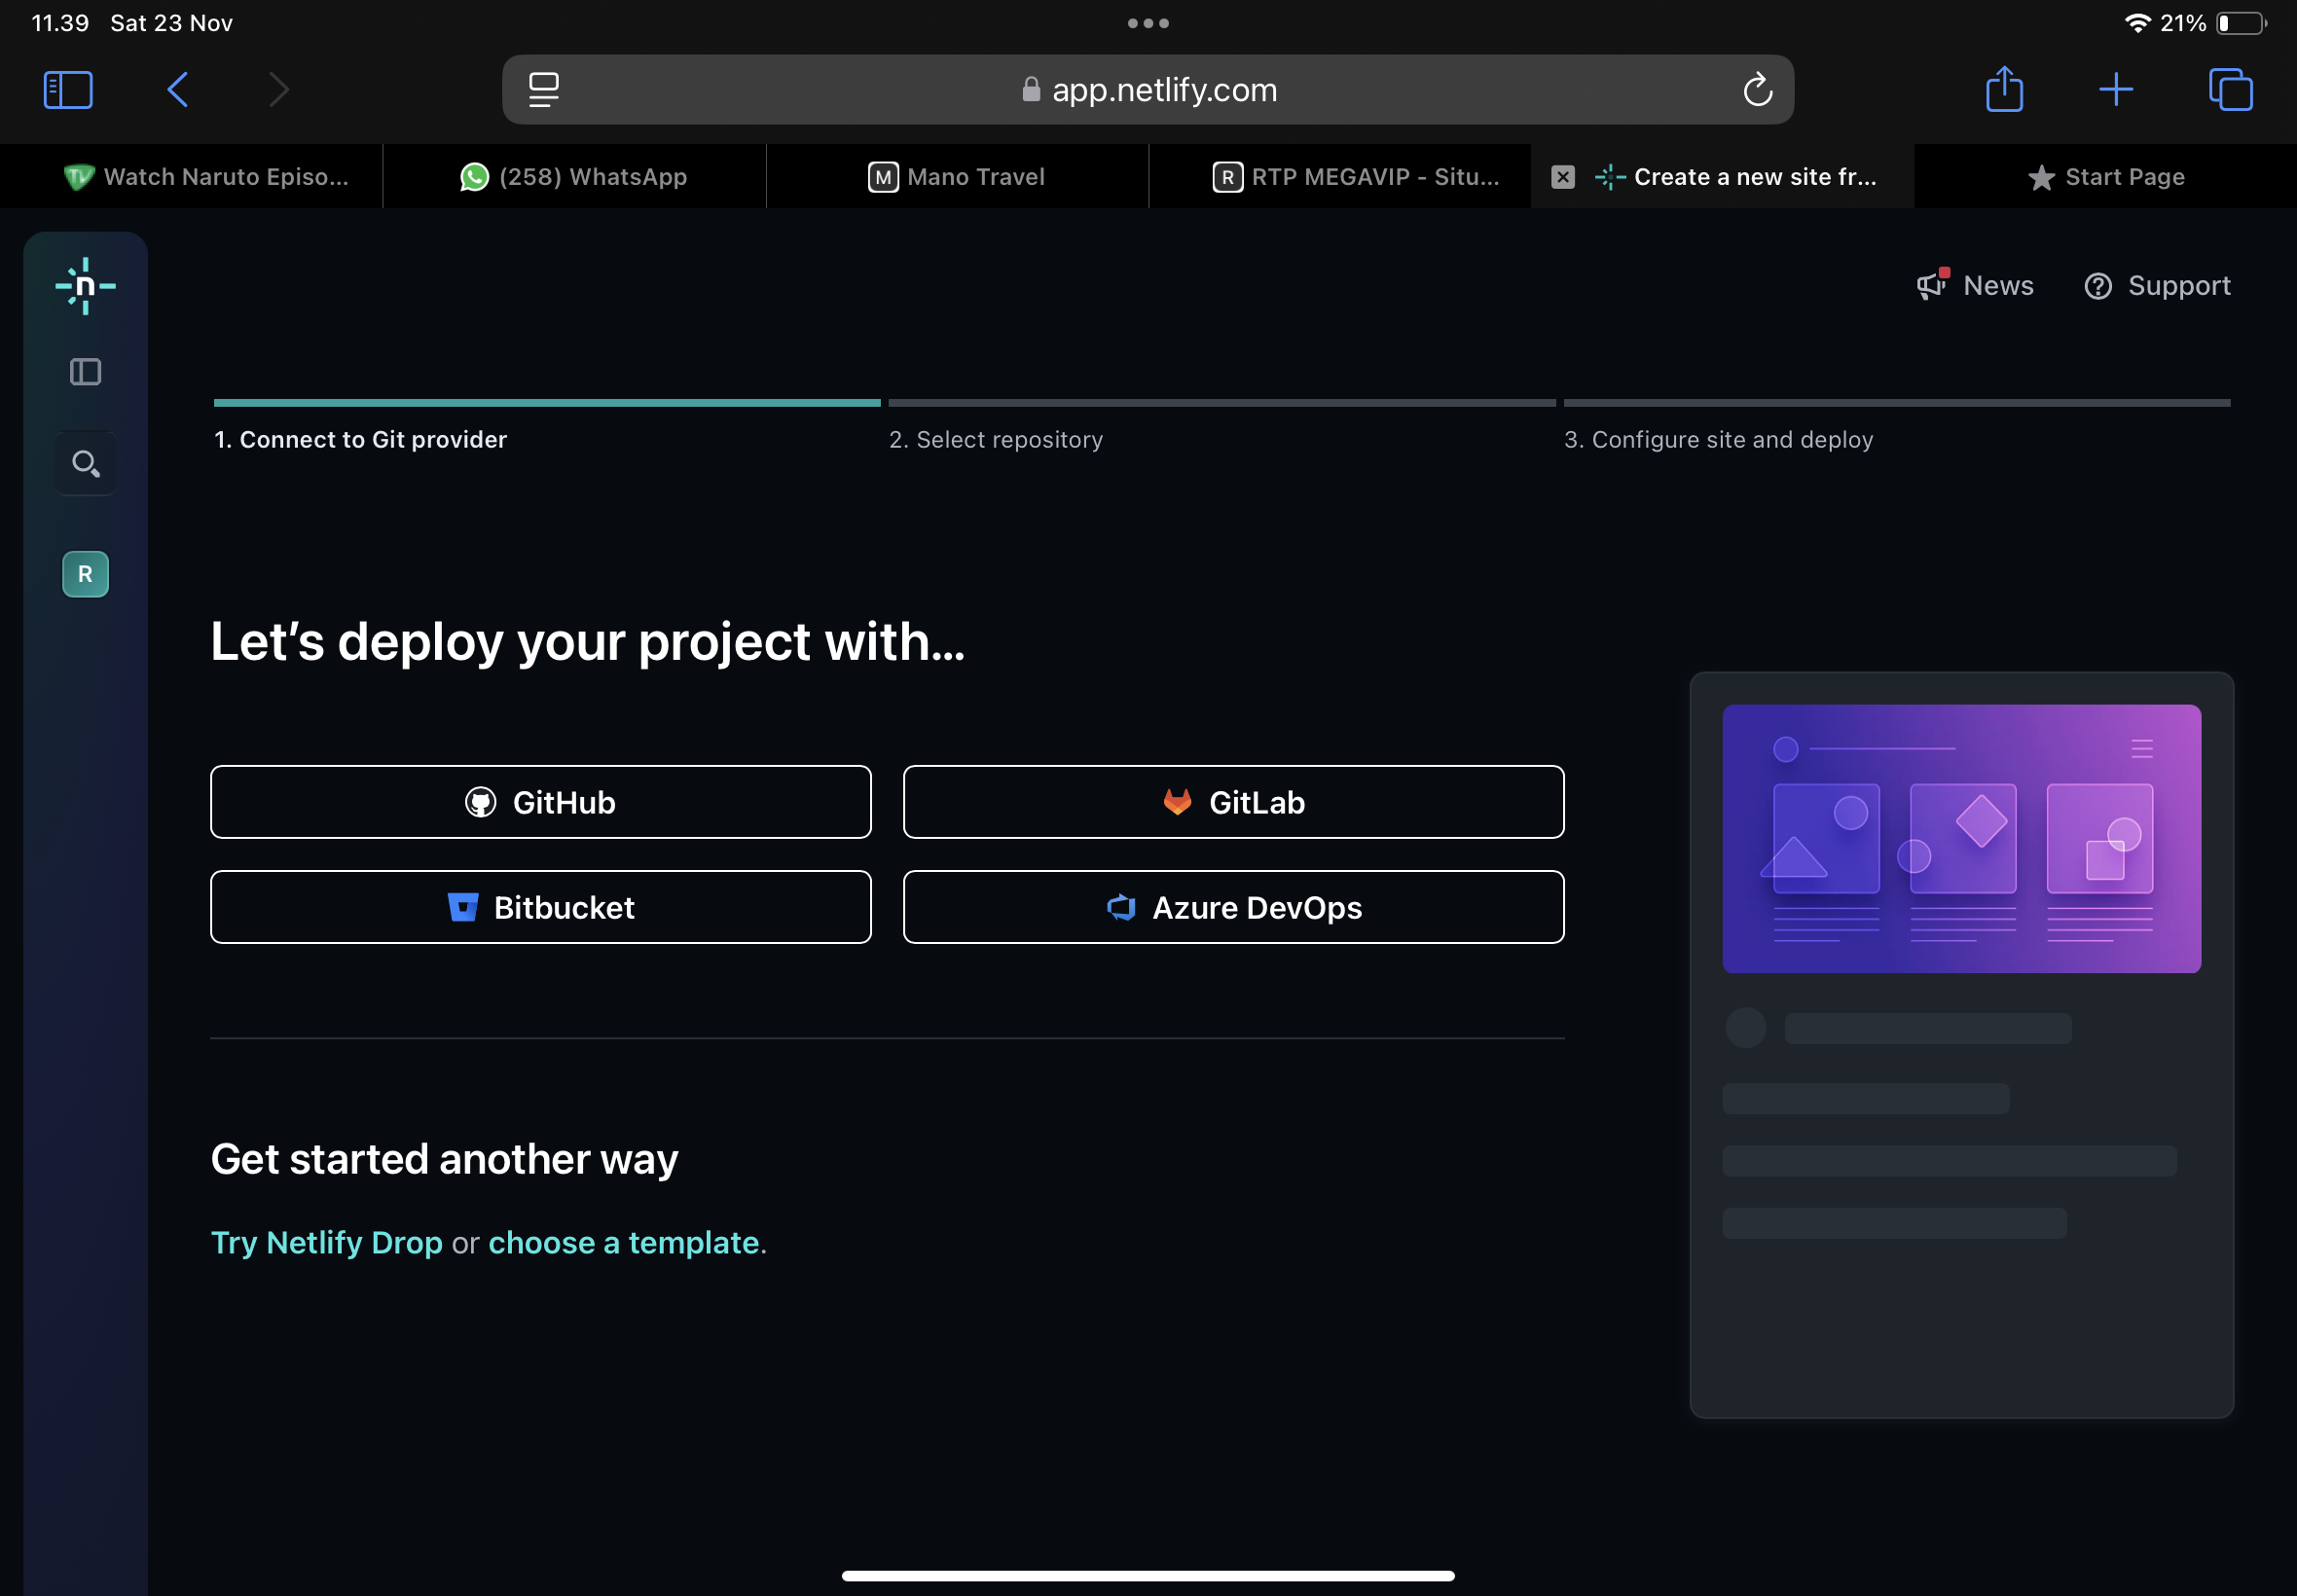 11.39 Sat 23 Nov
21%
app.netlify.com
Watch Naruto Episo...
(258) WhatsApp
M Mano Travel
R RTP MEGAVIP - Situ...
Create a new site fr...
Start Page
n
News
Support
1. Connect to Git provider
2. Select repository
3. Configure site and deploy
R
Let’s deploy your project with…
GitHub
GitLab
Bitbucket
Azure DevOps
Get started another way
Try Netlify Drop or choose a template.